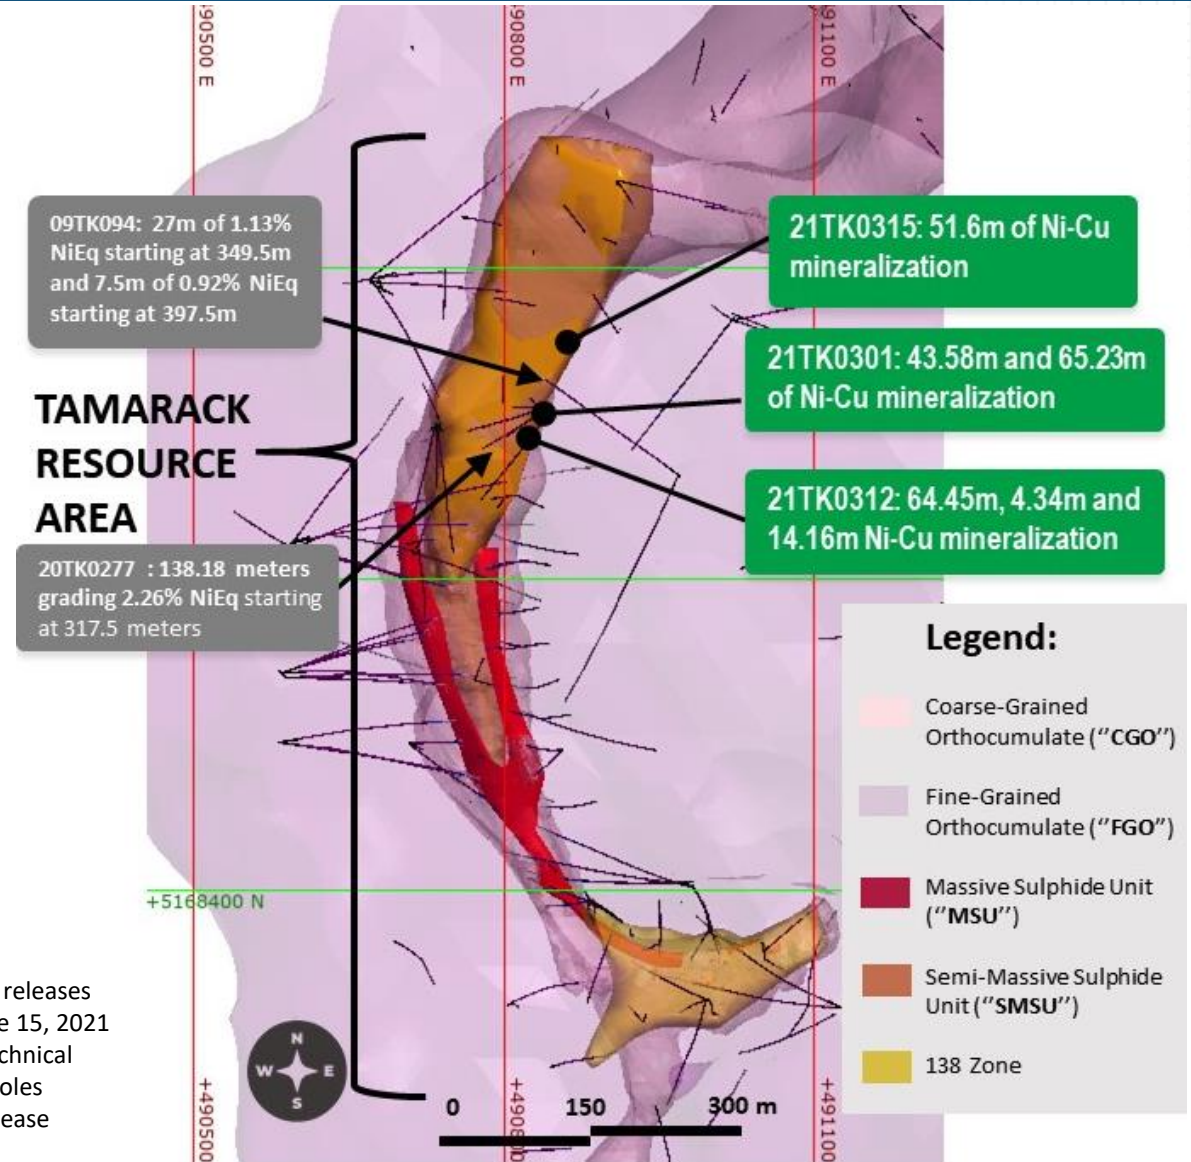 +490500 E
+490800 E
+491100 E
09TK094: 27m of 1.13%
NiEq starting at 349.5m
and 7.5m of 0.92% NiEq
starting at 397.5m
21TK0315: 51.6m of Ni-Cu
mineralization
21TK0301: 43.58m and 65.23m
of Ni-Cu mineralization
TAMARACK
RESOURCE
AREA
21TK0312: 64.45m, 4.34m and
14.16m Ni-Cu mineralization
20TK0277 : 138.18 meters
grading 2.26% NiEq starting
at 317.5 meters
Legend:
Coarse-Grained
Orthocumulate (‘’CGO’’)
Fine-Grained
Orthocumulate (‘’FGO’’)
Massive Sulphide Unit
(‘’MSU’’)
Semi-Massive Sulphide
Unit (‘’SMSU’’)
138 Zone
+5168400 N
releases
15, 2021
oles
N
W E
S
0 150 300 m
+490500
+490800
+491100